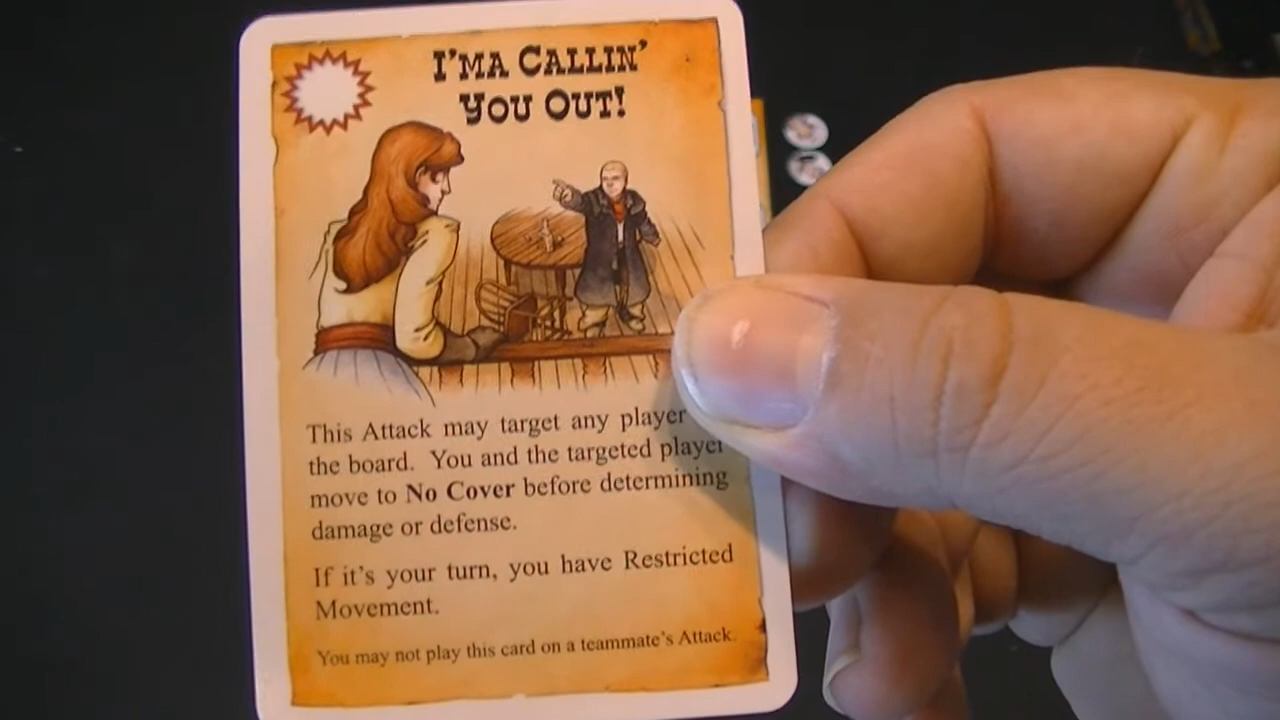 I'MA CALLIN'
YOU OUT!
This Attack may target any player
the board. You and the targeted player
move to No Cover before determining
damage or defense.
If it's your turn, you have Restricted
Movement.
You may not play this card on a teammate's Attack.